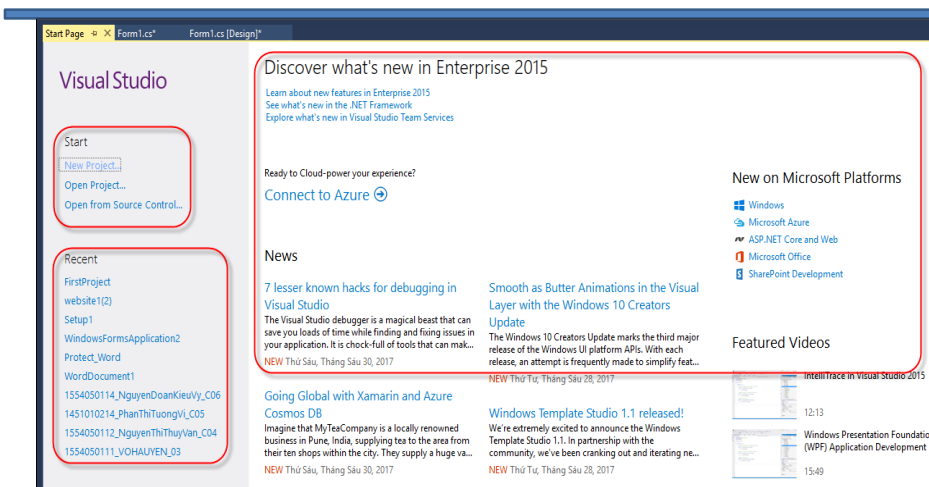 Start Page
Form1.cs*
Form1.cs [Design]*
Visual Studio
Start
New Project...
Open Project...
Open from Source Control...
Recent
FirstProject
website1(2)
Setup1
WindowsFormsApplication2
Protect_Word
WordDocument1
1554050114_NguyenDoanKieuVy_C06
1451010214_PhanThiTuongVi_C05
1554050112_NguyenThiThuyVan_C04
1554050111_VOHAUYEN_03
Discover what's new in Enterprise 2015
Learn about new features in Enterprise 2015
See what's new in the .NET Framework
Explore what's new in Visual Studio Team Services
Ready to Cloud-power your experience?
Connect to Azure
News
7 lesser known hacks for debugging in
Visual Studio
The Visual Studio debugger is a magical beast that can
save you loads of time while finding and fixing issues in
your application. It is chock-full of tools that can mak...
NEW Thứ Sáu, Tháng Sáu 30, 2017
Going Global with Xamarin and Azure
Cosmos DB
Imagine that MyTeaCompany is a locally renowned
business in Pune, India, supplying tea to the area from
their ten shops within the city. They supply a huge va...
NEW Thứ Sáu, Tháng Sáu 30, 2017
Smooth as Butter Animations in the Visual
Layer with the Windows 10 Creators
Update
The Windows 10 Creators Update marks the third major
release of the Windows UI platform APIs. With each
release, an attempt is frequently made to simplify feat...
NEW Thứ Tư, Tháng Sáu 28, 2017
Windows Template Studio 1.1 released!
We're extremely excited to announce the Windows
Template Studio 1.1. In partnership with the
community, we've been cranking out and iterating ne...
NEW Thứ Tư, Tháng Sáu 28, 2017
New on Microsoft Platforms
Windows
Microsoft Azure
ASP.NET Core and Web
Microsoft Office
SharePoint Development
Featured Videos
IntelliTrace in Visual Studio 2015
12:13
Windows Presentation Foundatio
(WPF) Application Development
15:49